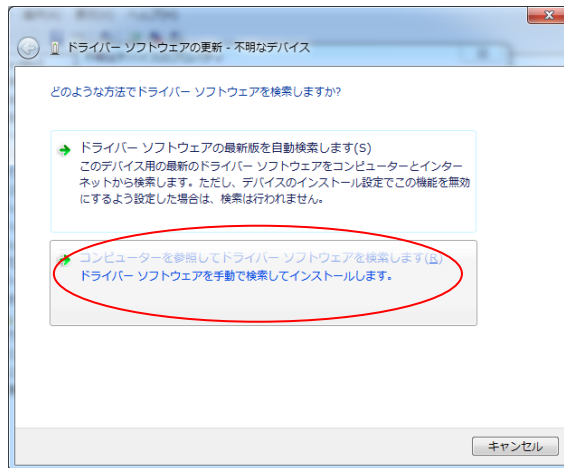 ドライバー ソフトウェアの更新 - 不明なデバイス
どのような方法でドライバー ソフトウェアを検索しますか?
ドライバー ソフトウェアの最新版を自動検索します(S)
このデバイス用の最新のドライバー ソフトウェアをコンピューターとインター
ネットから検索します。ただし、デバイスのインストール設定でこの機能を無効
にするよう設定した場合は、検索は行われません。
コンピューターを参照してドライバー ソフトウェアを検索します(R)
ドライバー ソフトウェアを手動で検索してインストールします。
キャンセル